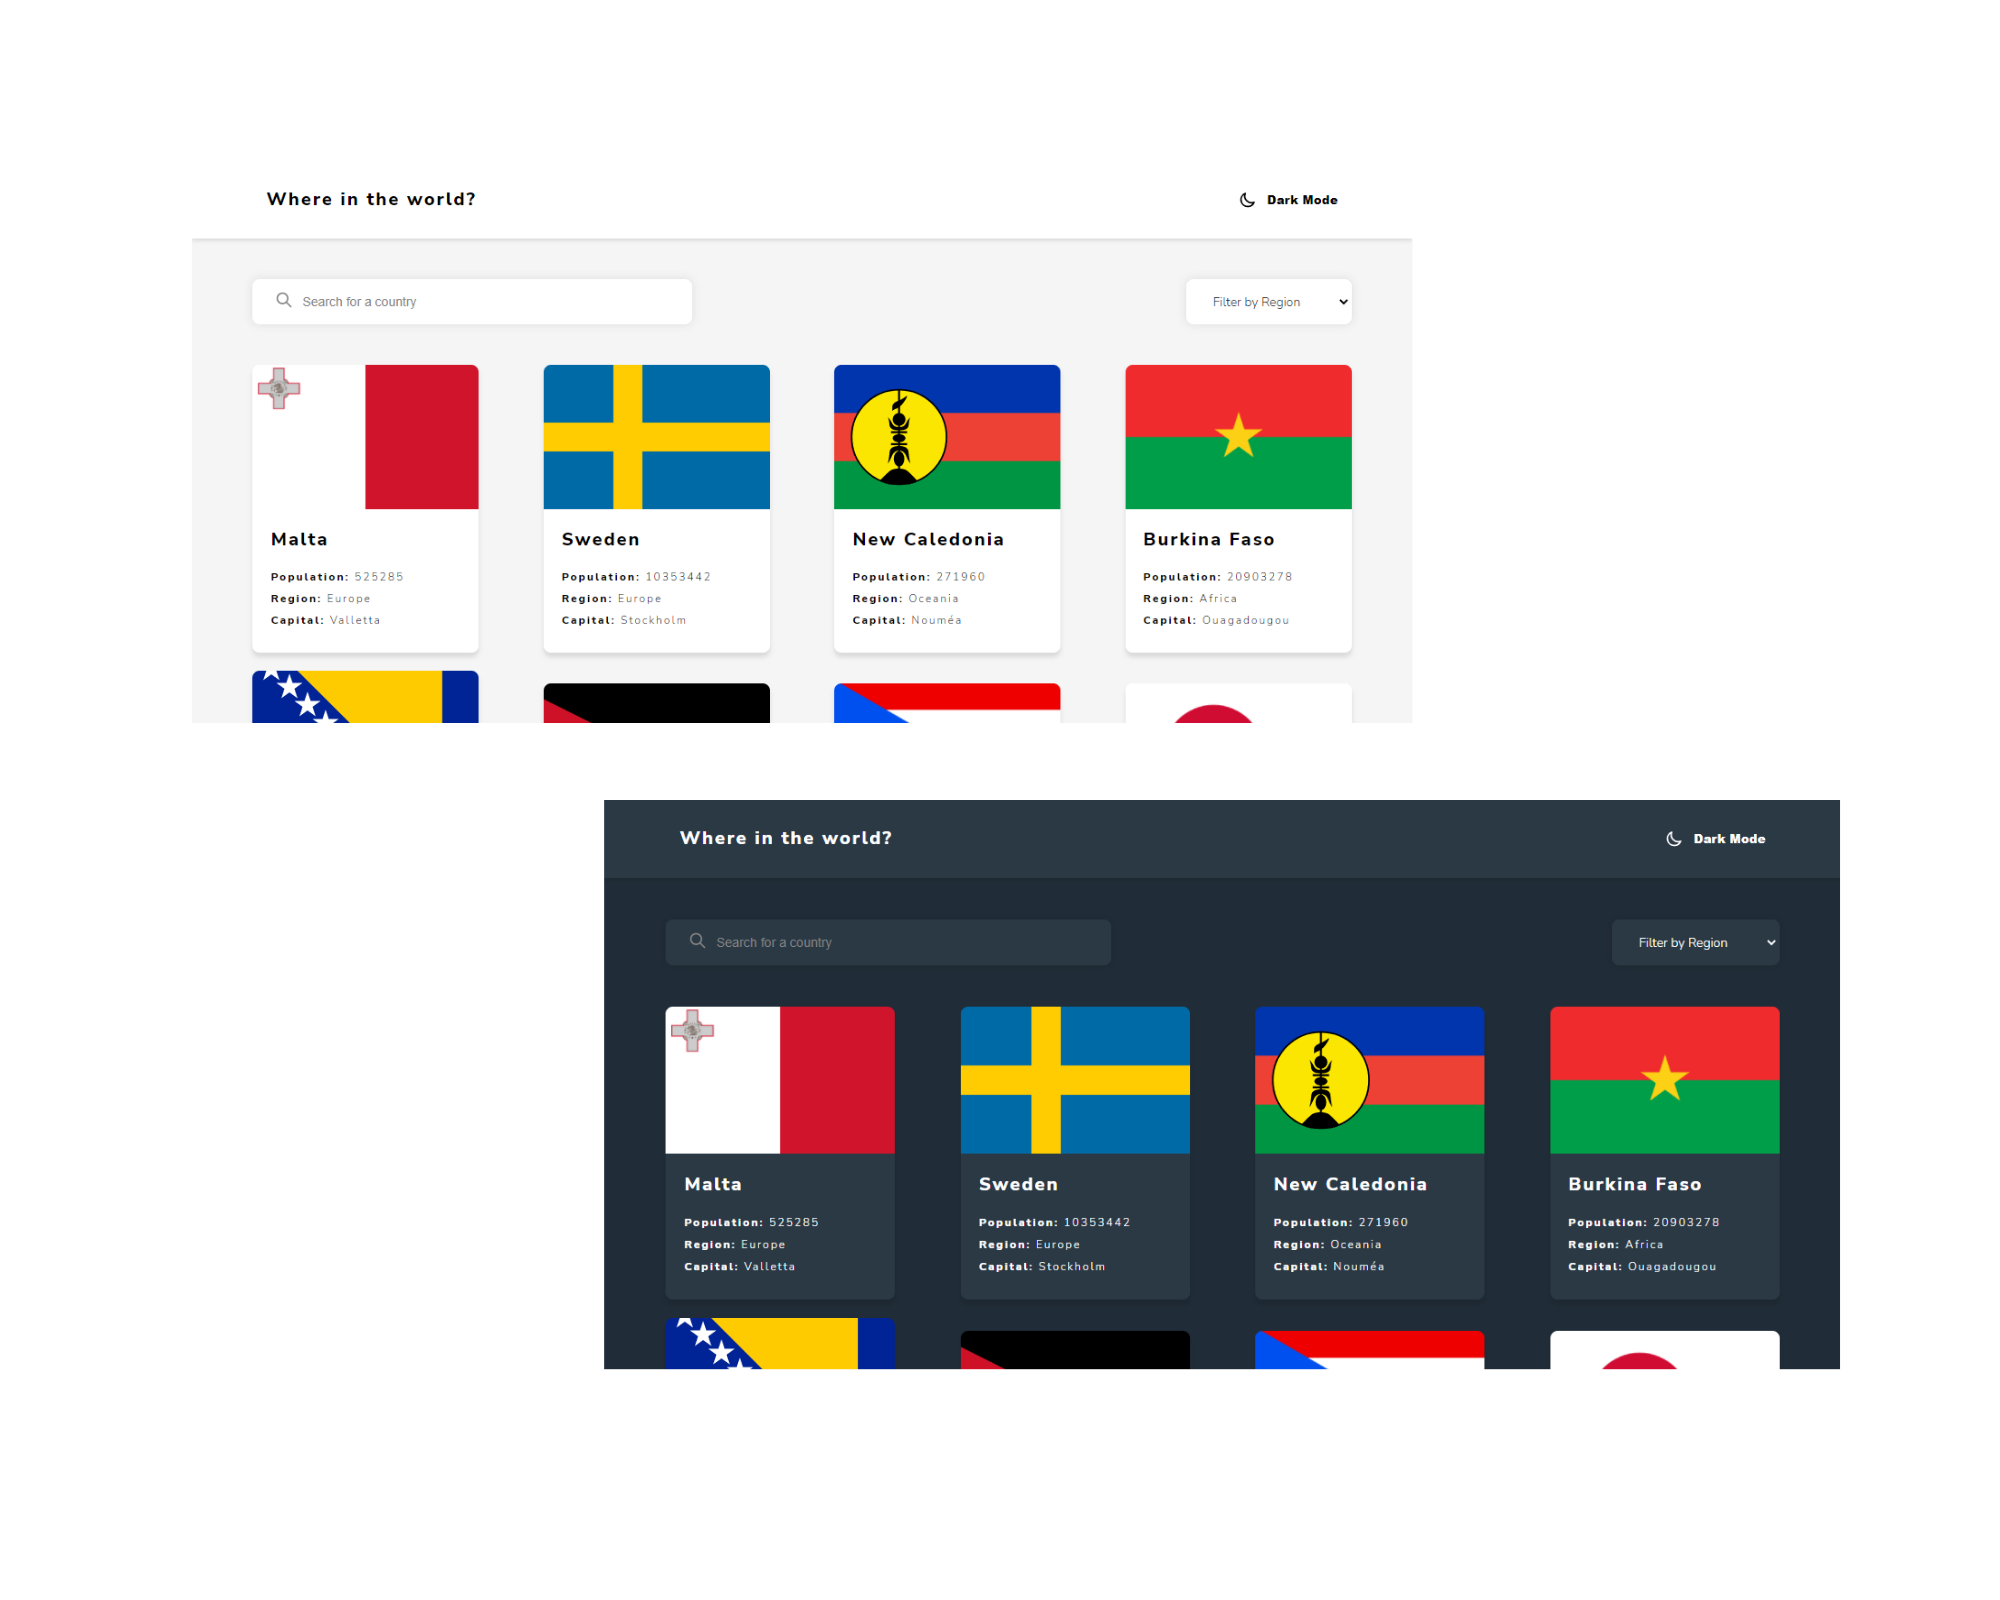 Where in the world?
Dark Mode
Search for a country
Filter by Region
Malta
Population: 525285
Region: Europe
Capital: Valletta
Sweden
Population: 10353442
Region: Europe
Capital: Stockholm
New Caledonia
Population: 271960
Region: Oceania
Capital: Nouméa
Burkina Faso
Population: 20903278
Region: Africa
Capital: Ouagadougou
Where in the world?
Dark Mode
Search for a country
Filter by Region
Malta
Population: 525285
Region: Europe
Capital: Valletta
Sweden
Population: 10353442
Region: Europe
Capital: Stockholm
New Caledonia
Population: 271960
Region: Oceania
Capital: Nouméa
Burkina Faso
Population: 20903278
Region: Africa
Capital: Ouagadougou